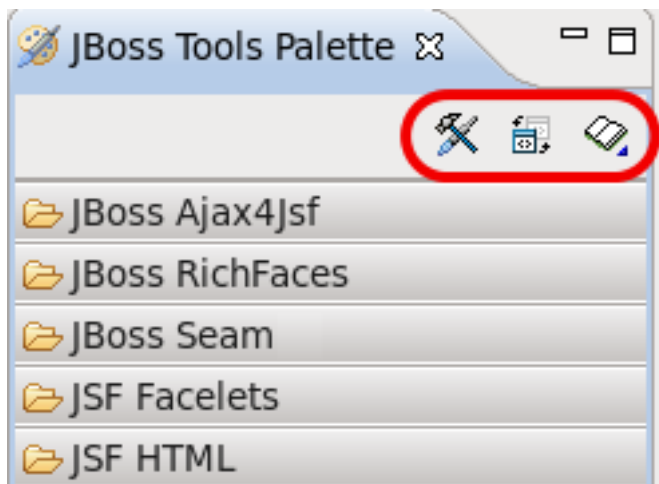 JBoss Tools Palette
JBoss Ajax4Jsf
JBoss RichFaces
JBoss Seam
JSF Facelets
JSF HTML